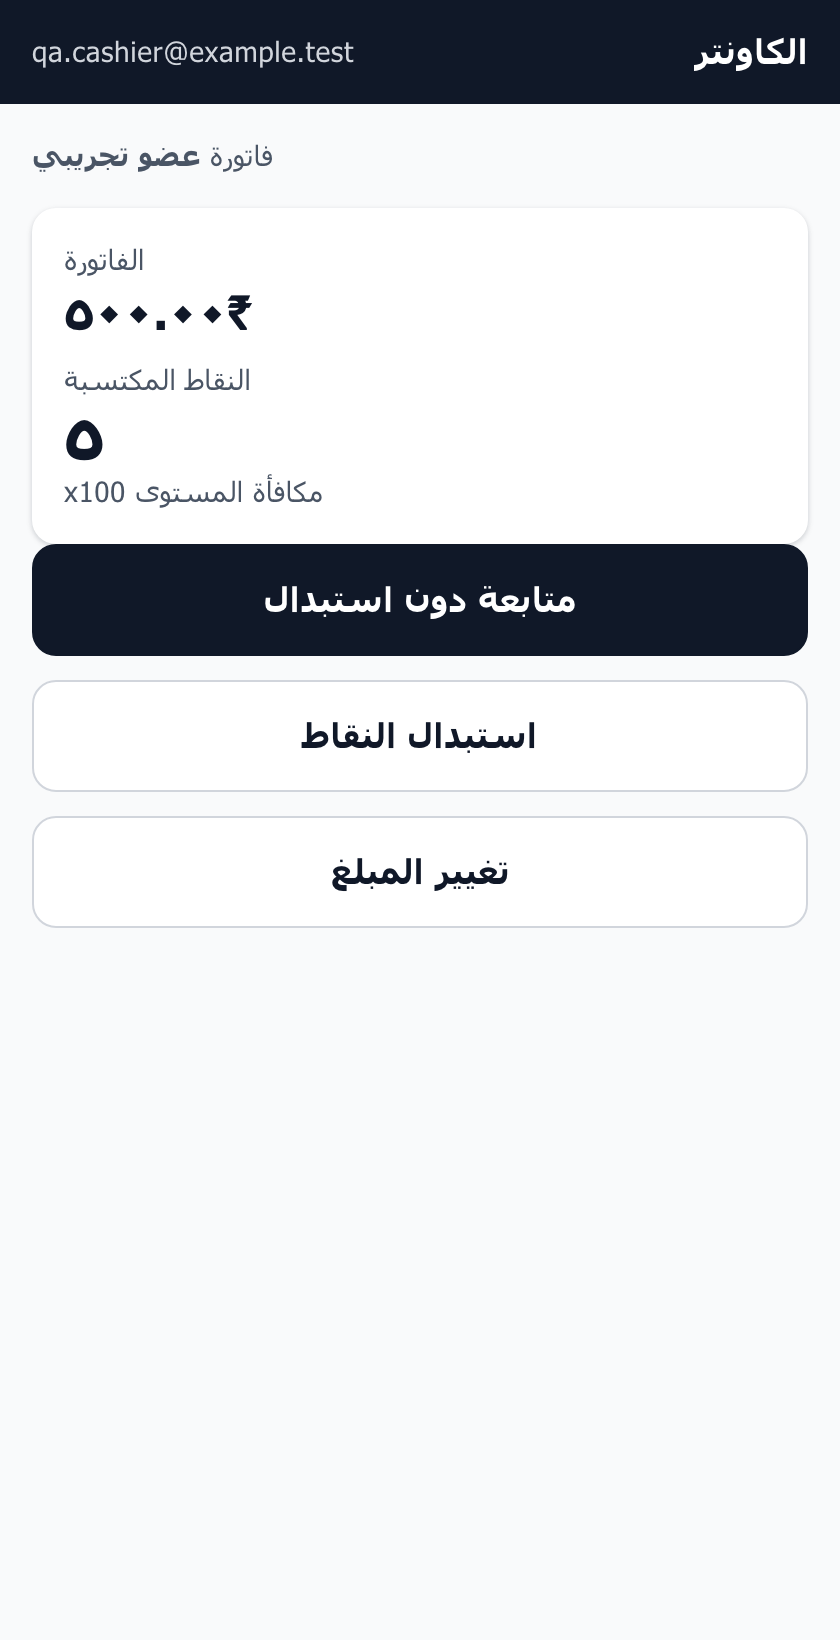 الكاونتر
qa.cashier@example.test
فاتورة عضو تجريبي
الفاتورة
₹٥٠٠.٠٠
النقاط المكتسبة
٥
مكافأة المستوى x100
متابعة دون استبدال
استبدال النقاط
تغيير المبلغ